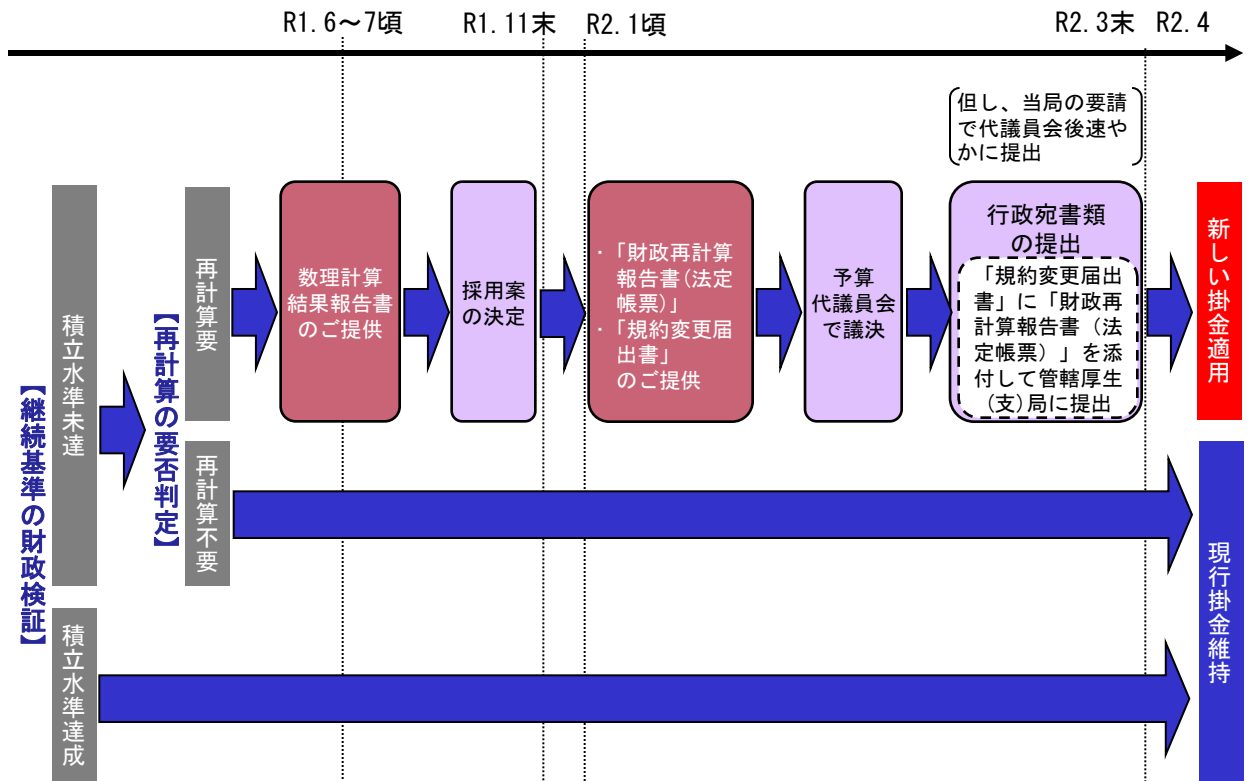 R1.6～7頃
R1.11末
R2.1頃
R2.3末
R2.4
但し、当局の要請
で代議員会後速や
かに提出
【継続基準の財政検証】
積立水準未達
【再計算の要否判定】
再計算要
数理計算
結果報告書
のご提供
採用案
の決定
・「財政再計算
報告書(法定
帳票)」
・「規約変更届
出書」
のご提供
予算
代議員会
で議決
行政宛書類
の提出
「規約変更届出
書」に「財政再
計算報告書（法
定帳票）」を添
付して管轄厚生
(支)局に提出
新しい掛金適用
再計算不要
積立水準達成
現行掛金維持